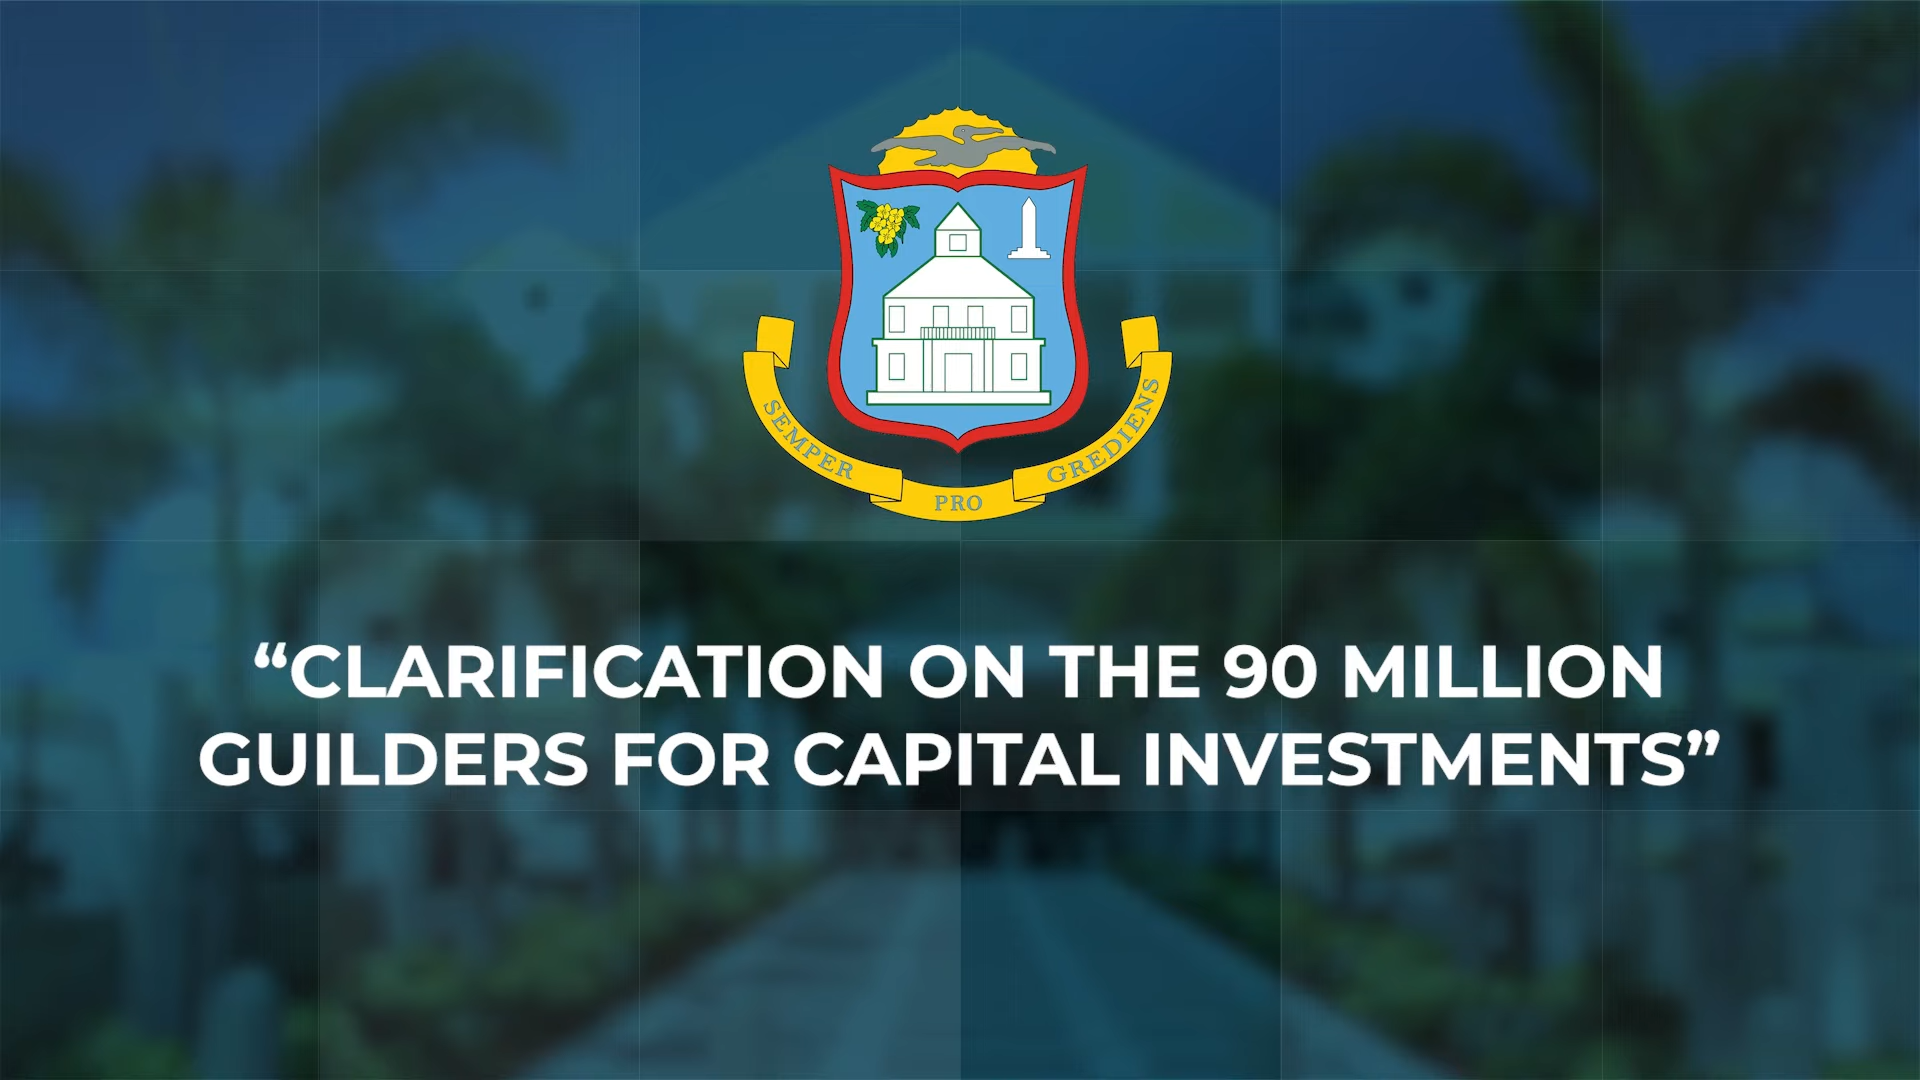 SEMPER PRO GREDIENS
“CLARIFICATION ON THE 90 MILLION
GUILDERS FOR CAPITAL INVESTMENTS”